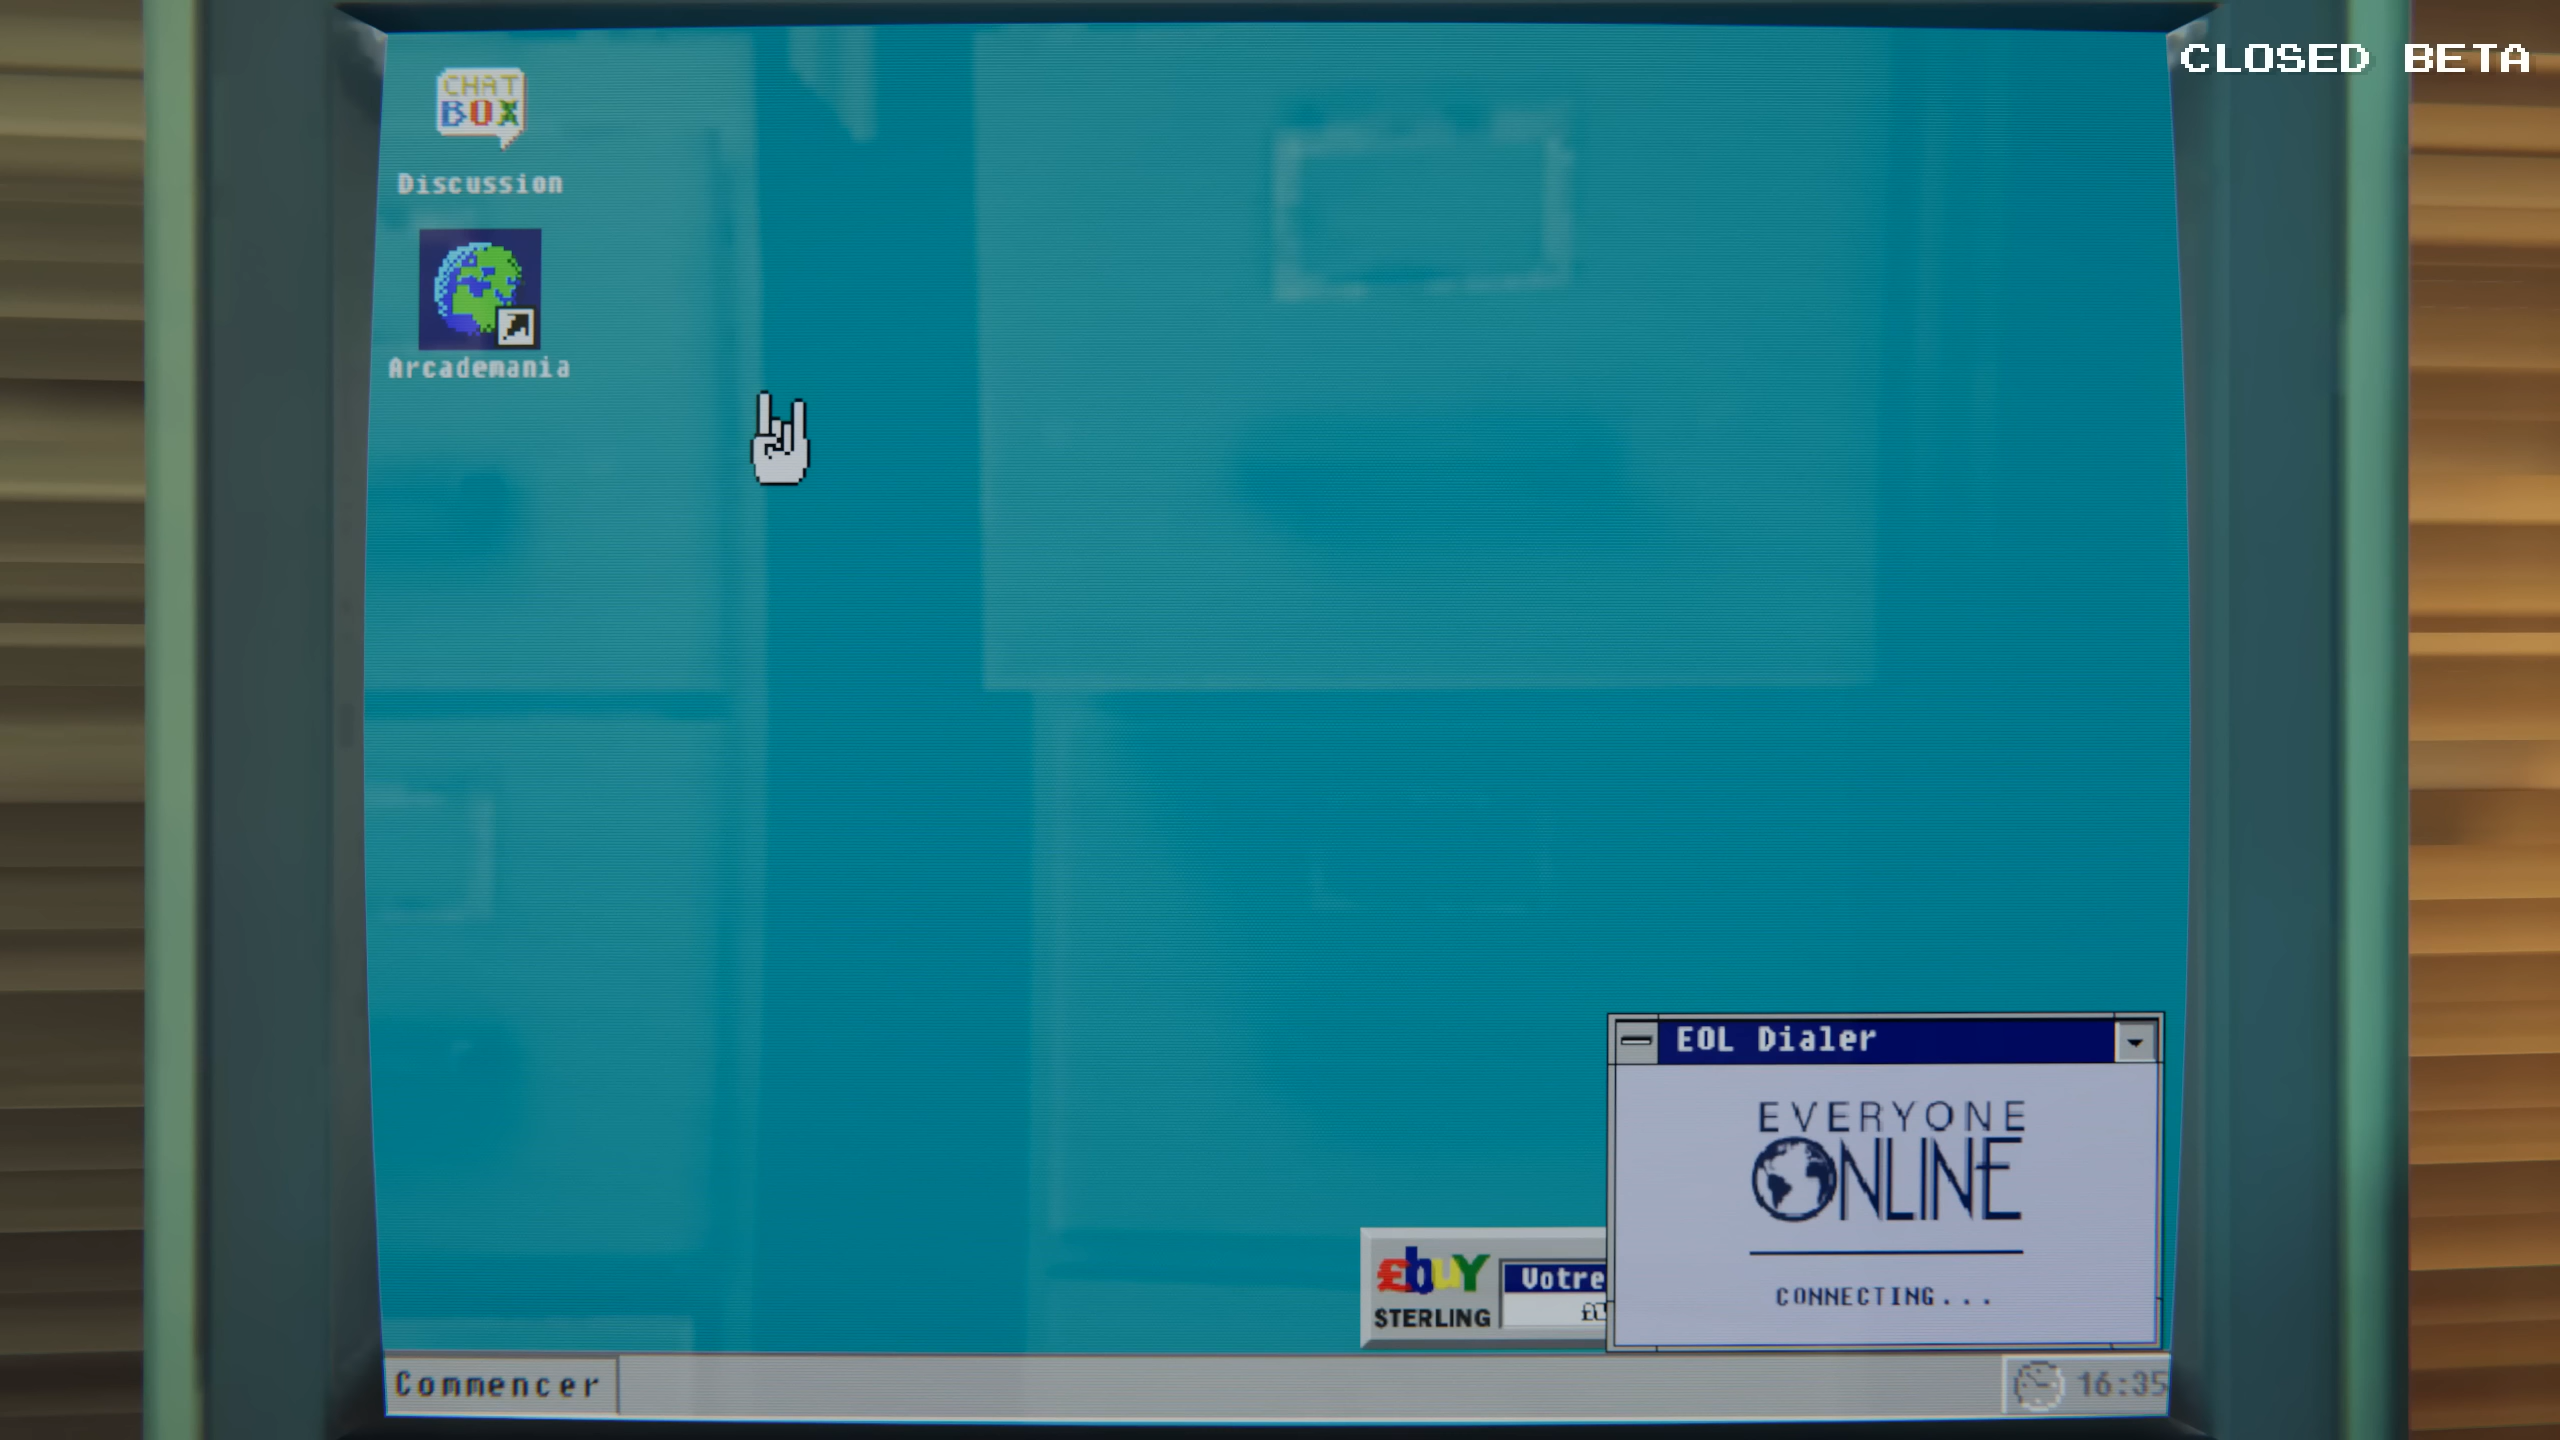 CLOSED BETA
CHAT
BOX
Discussion
Arcademania
EOL Dialer
EVERYONE
ONLINE
CONNECTING...
£buY
STERLING
Votre
Commencer
16:35